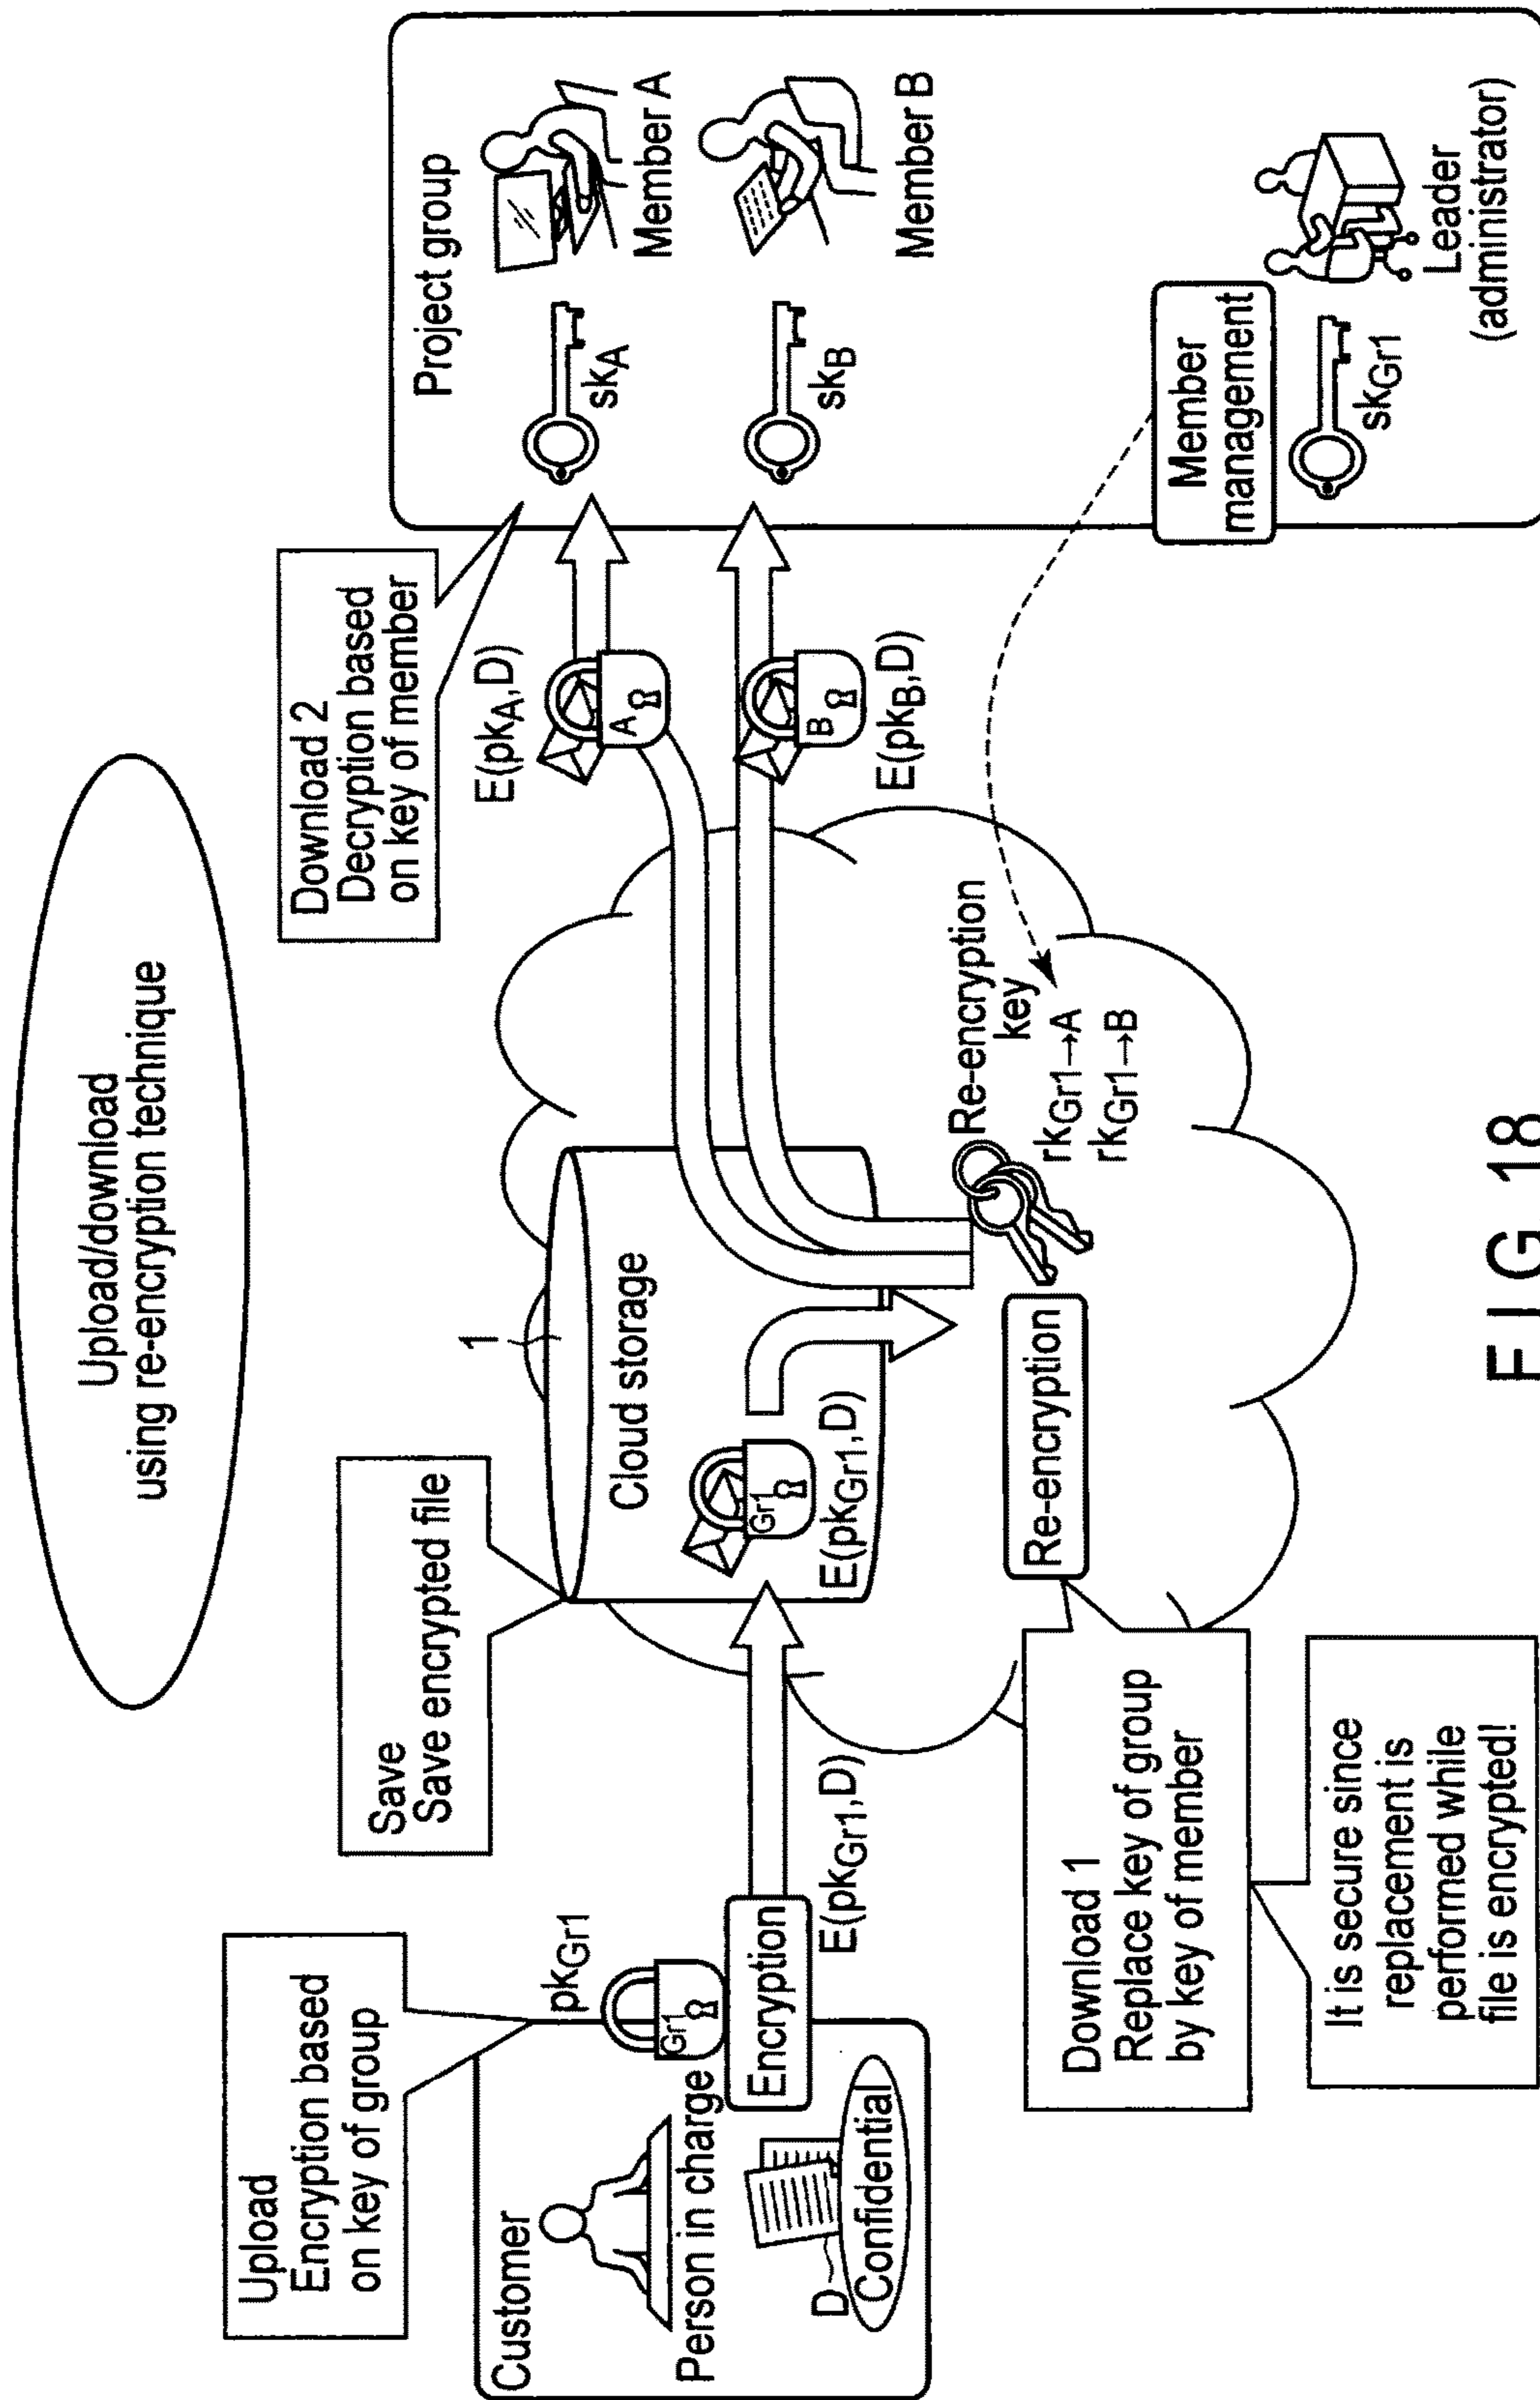 Upload/download
using re-encryption technique
Upload
Encryption based
on key of group
Save
Save encrypted file
Download 2
Decryption based
on key of member
Customer
Person in charge
D
Confidential
pkGr1
Gr1
Encryption
E(pkGr1,D)
1
Cloud storage
Gr1
E(pkGr1,D)
Re-encryption
Re-encryption
key
rkGr1→A
rkGr1→B
E(pkA,D)
A
B
E(pkB,D)
Project group
skA
Member A
skB
Member B
Member
management
skGr1
Leader
(administrator)
Download 1
Replace key of group
by key of member
It is secure since
replacement is
performed while
file is encrypted!
FIG. 18